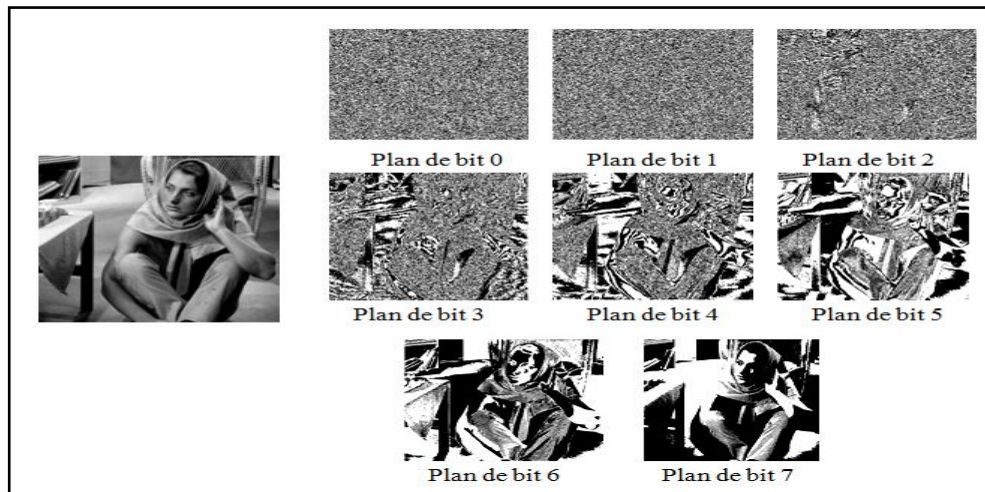 Plan de bit 0
Plan de bit 1
Plan de bit 2
Plan de bit 3
Plan de bit 4
Plan de bit 5
Plan de bit 6
Plan de bit 7